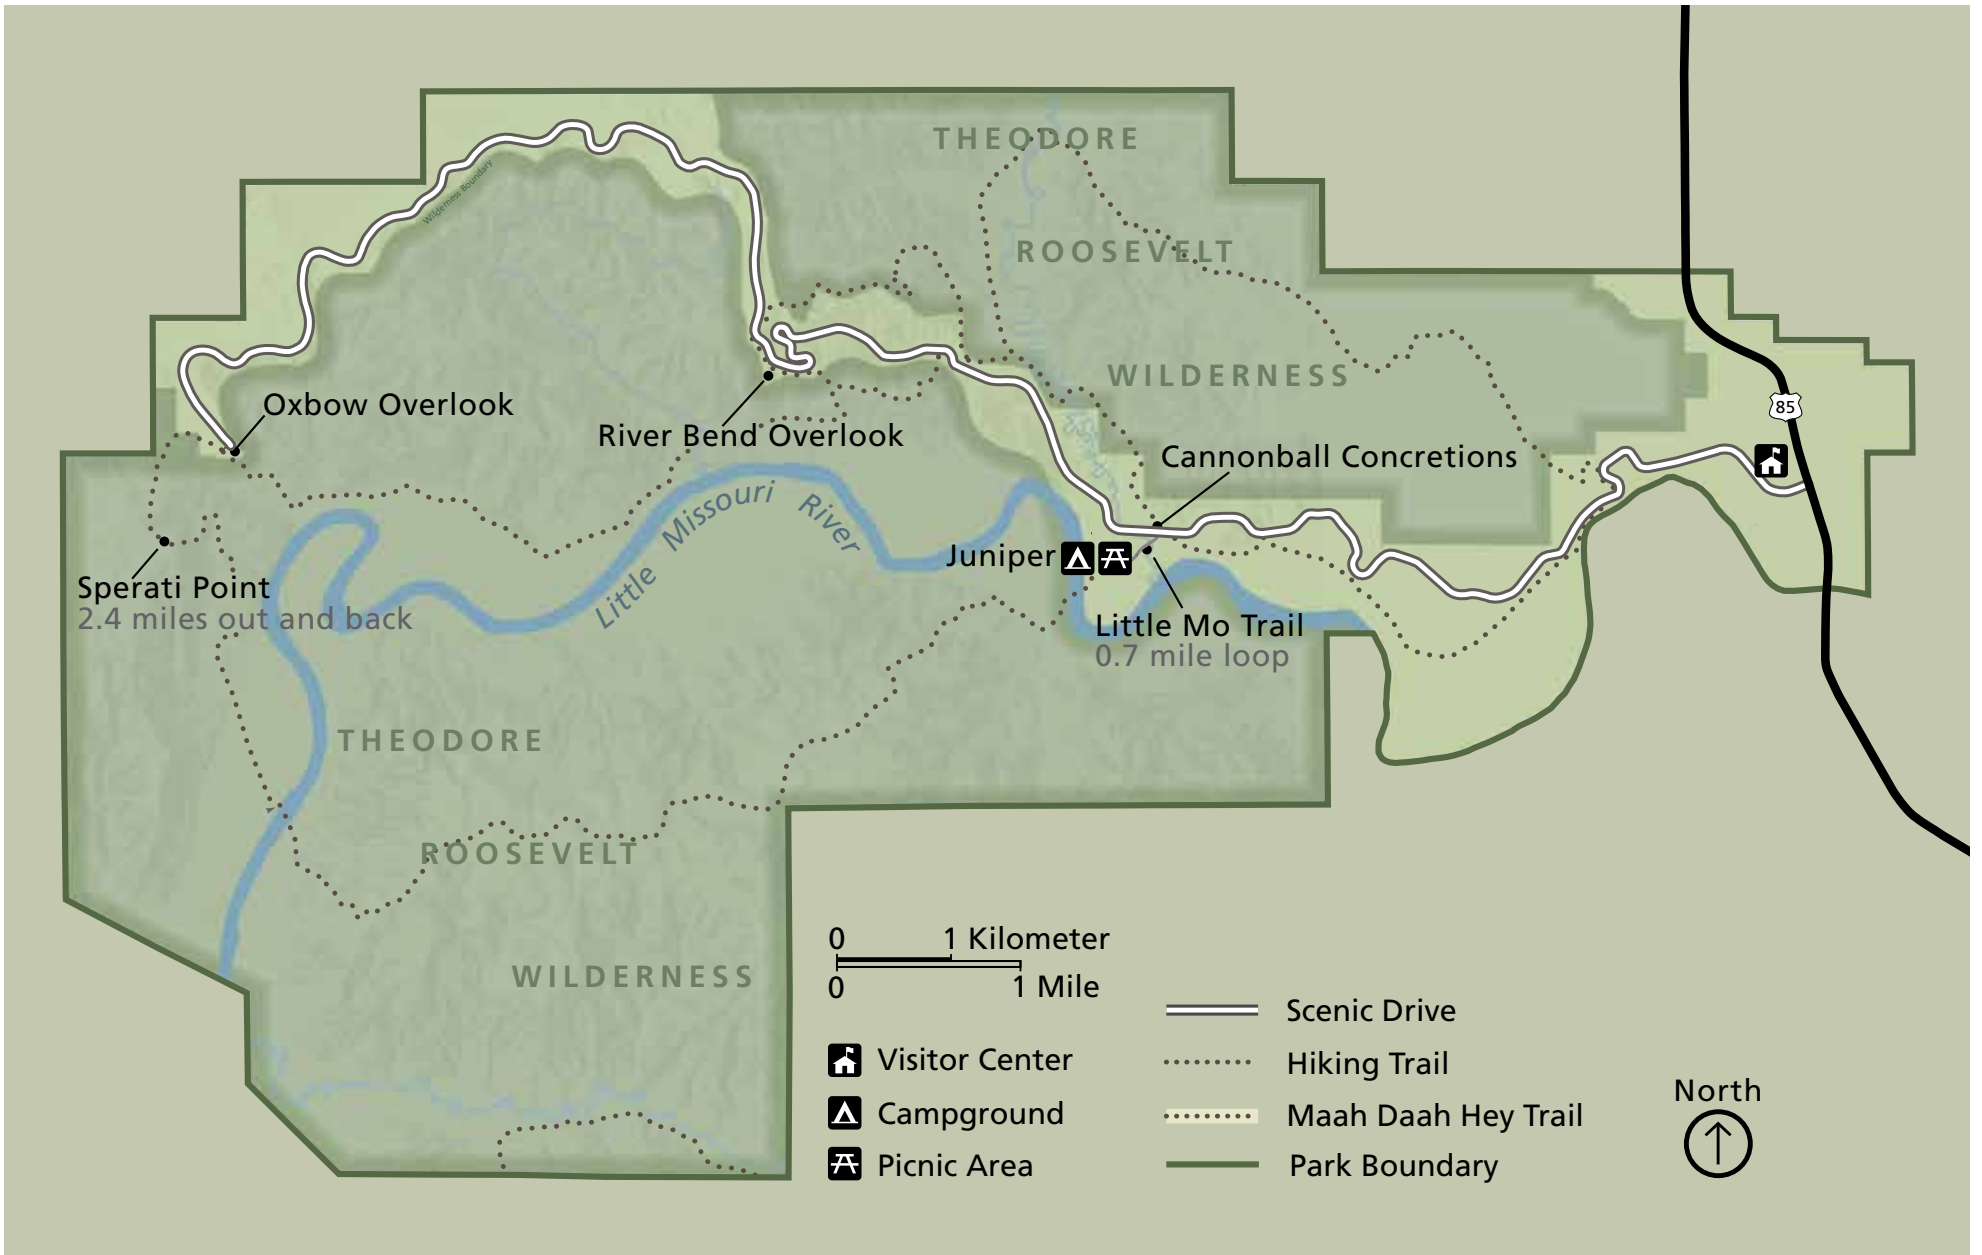 THEODORE
Wilderness Boundary
ROOSEVELT
WILDERNESS
85
Oxbow Overlook
River Bend Overlook
Cannonball Concretions
Little Missouri River
Juniper
Sperati Point
2.4 miles out and back
Little Mo Trail
0.7 mile loop
THEODORE
ROOSEVELT
WILDERNESS
0 1 Kilometer
0 1 Mile
Visitor Center
Campground
Picnic Area
Scenic Drive
Hiking Trail
Maah Daah Hey Trail
Park Boundary
North